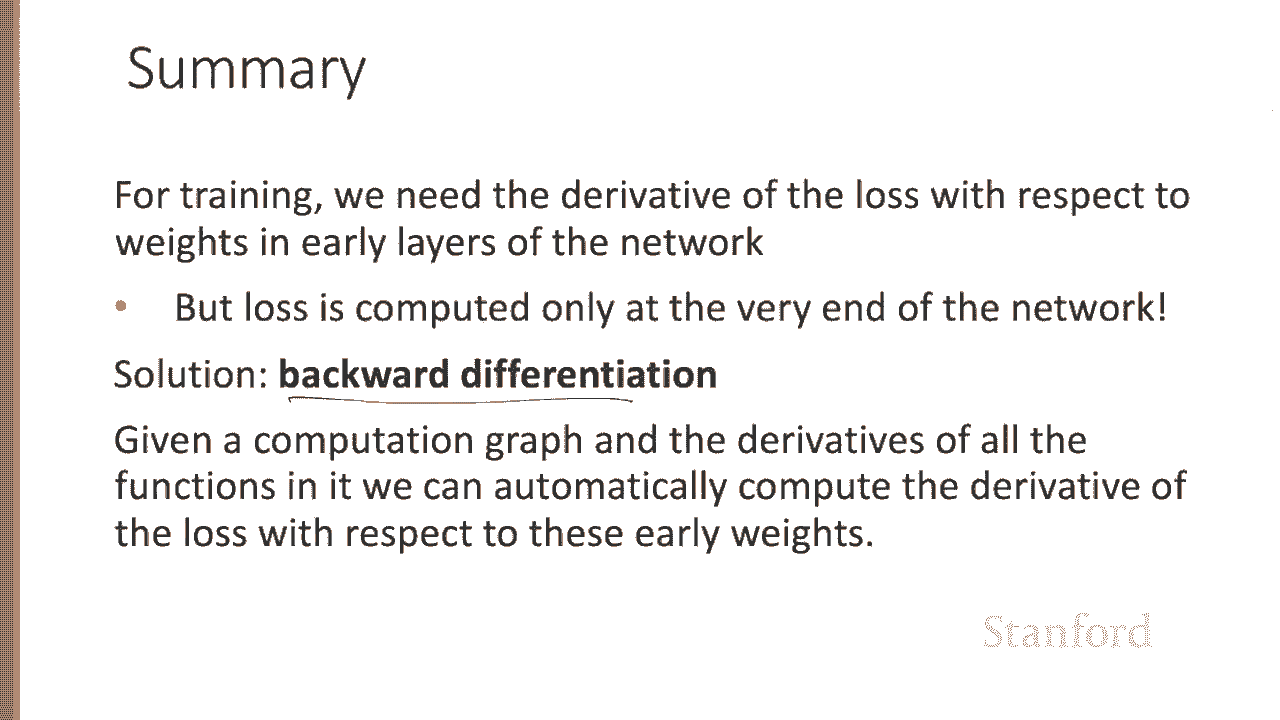 Summary
For training, we need the derivative of the loss with respect to
weights in early layers of the network
• But loss is computed only at the very end of the network!
Solution: backward differentiation
Given a computation graph and the derivatives of all the
functions in it we can automatically compute the derivative of
the loss with respect to these early weights.
Stanford